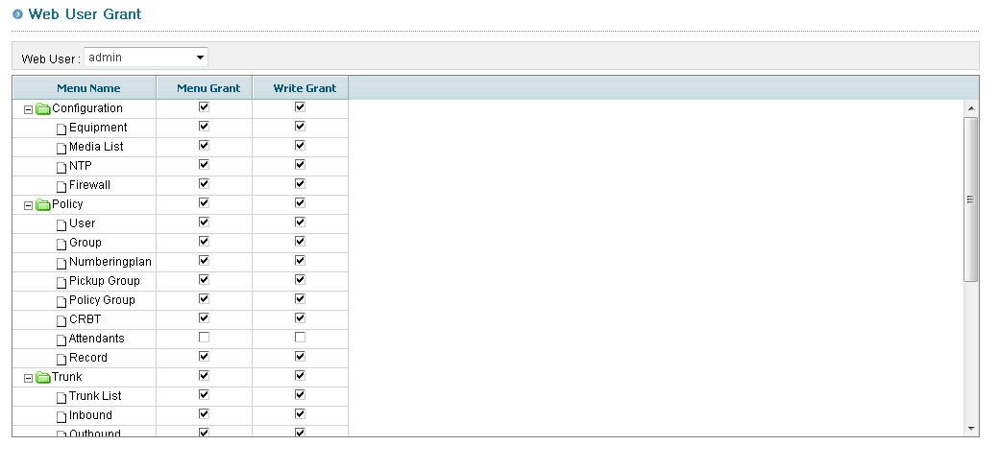 Web User Grant
Web User : admin
Menu Name Menu Grant Write Grant
Configuration
Equipment
Media List
NTP
Firewall
Policy
User
Group
Numberingplan
Pickup Group
Policy Group
CRBT
Attendants
Record
Trunk
Trunk List
Inbound
Outbound